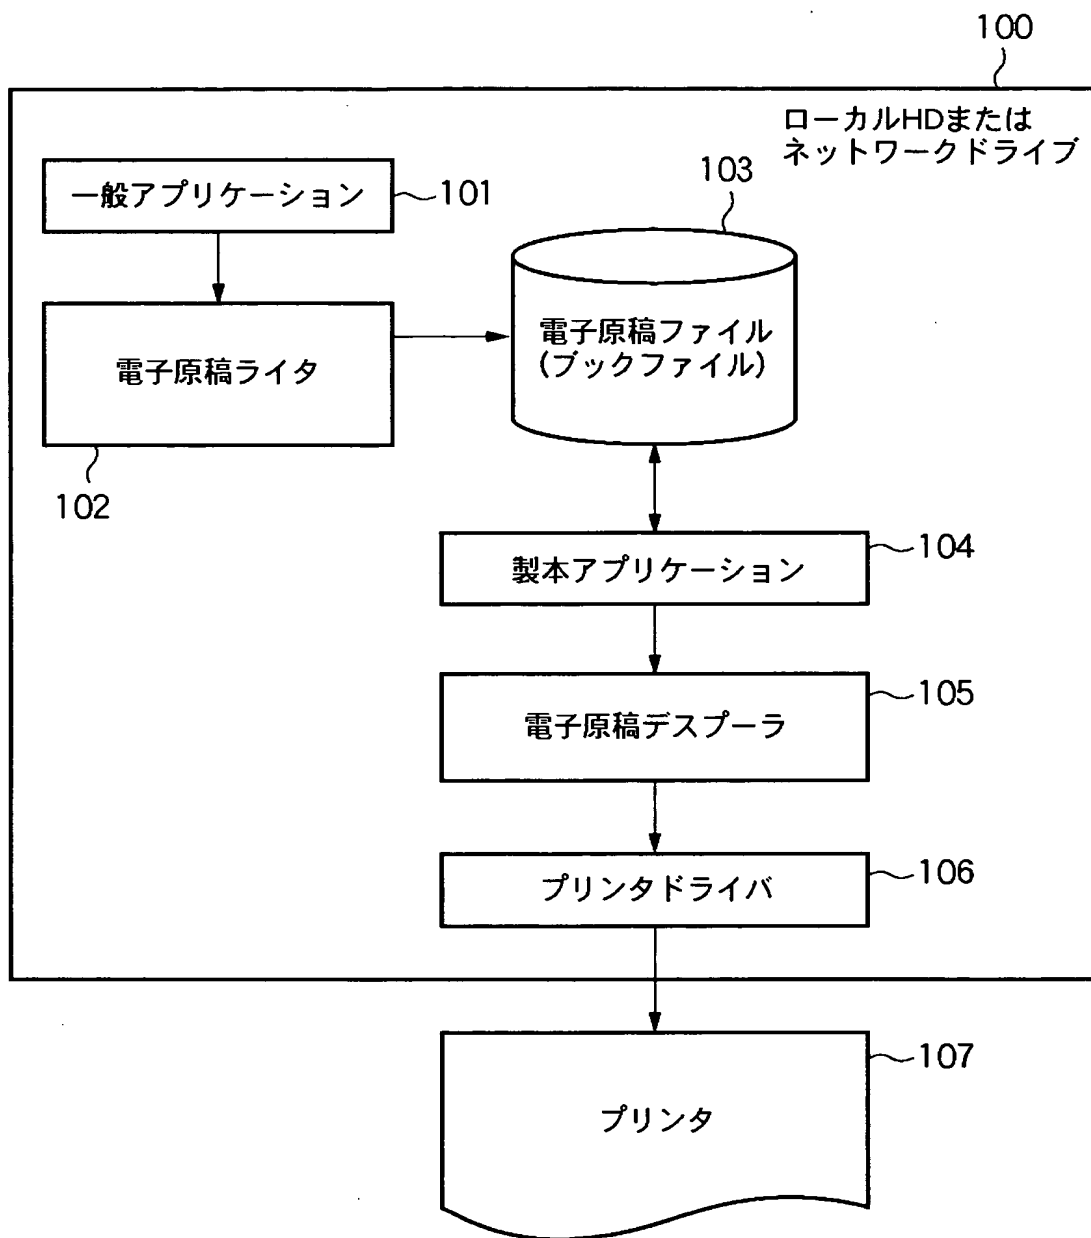 100
ローカルHDまたは
ネットワークドライブ
一般アプリケーション
101
103
電子原稿ライタ
電子原稿ファイル
(ブックファイル)
102
製本アプリケーション
104
電子原稿デスプーラ
105
プリンタドライバ
106
プリンタ
107